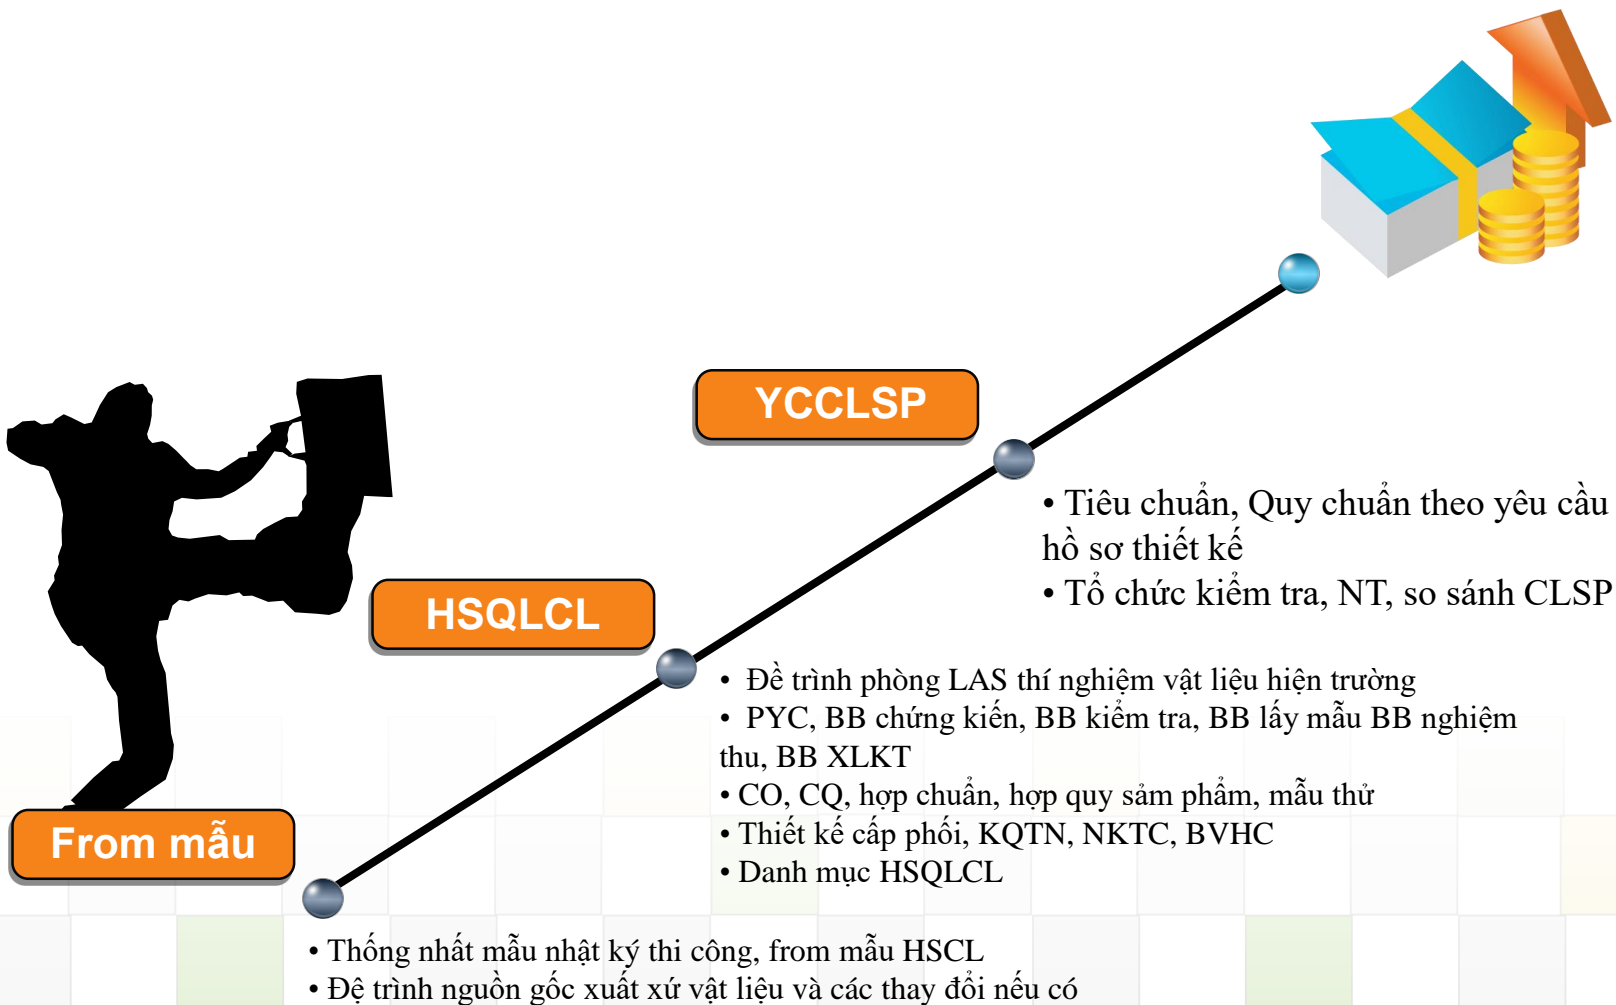 YCCLSP
• Tiêu chuẩn, Quy chuẩn theo yêu cầu
hồ sơ thiết kế
• Tổ chức kiểm tra, NT, so sánh CLSP
HSQLCL
• Đề trình phòng LAS thí nghiệm vật liệu hiện trường
• PYC, BB chứng kiến, BB kiểm tra, BB lấy mẫu BB nghiệm
thu, BB XLKT
• CO, CQ, hợp chuẩn, hợp quy sảm phẩm, mẫu thử
• Thiết kế cấp phối, KQTN, NKTC, BVHC
• Danh mục HSQLCL
From mẫu
• Thống nhất mẫu nhật ký thi công, from mẫu HSCL
• Đệ trình nguồn gốc xuất xứ vật liệu và các thay đổi nếu có